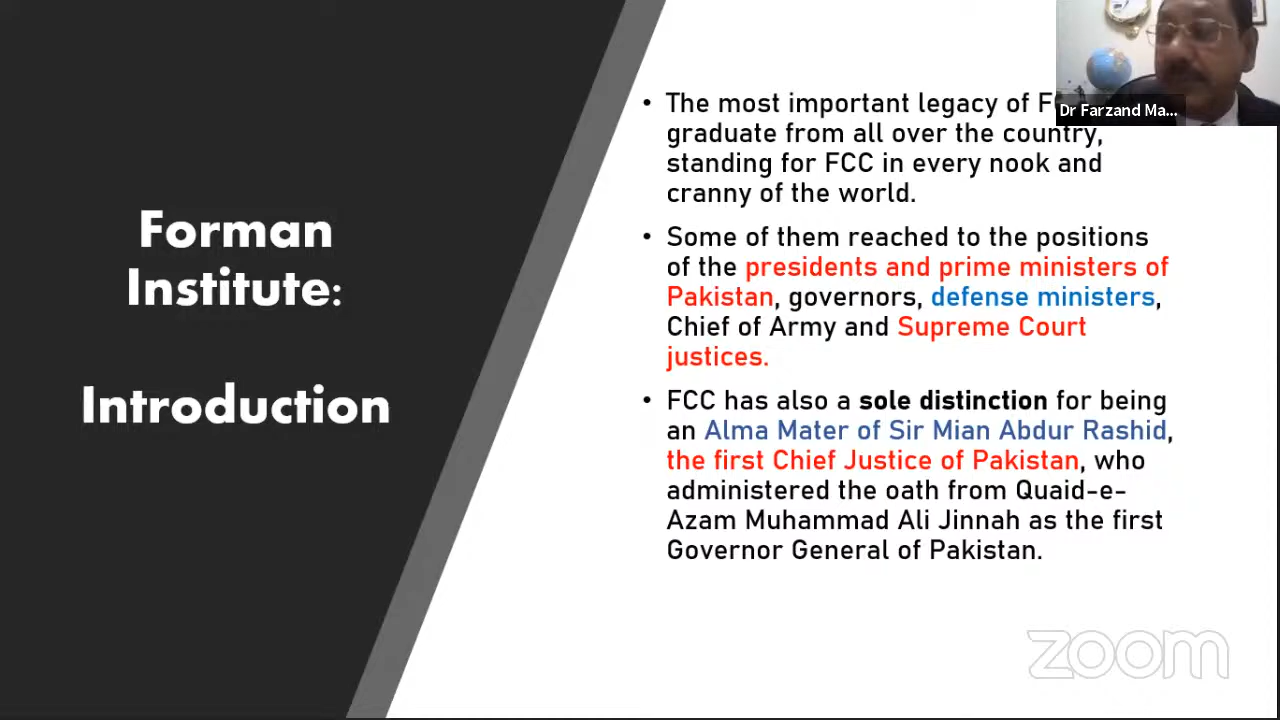 Forman
Institute:
Introduction
• The most important legacy of
graduate from all over the country,
standing for FCC in every nook and
cranny of the world.
• Some of them reached to the positions
of the presidents and prime ministers of
Pakistan, governors, defense ministers,
Chief of Army and Supreme Court
justices.
• FCC has also a sole distinction for being
an Alma Mater of Sir Mian Abdur Rashid,
the first Chief Justice of Pakistan, who
administered the oath from Quaid-e-
Azam Muhammad Ali Jinnah as the first
Governor General of Pakistan.
Dr Farzand Ma...
zoom